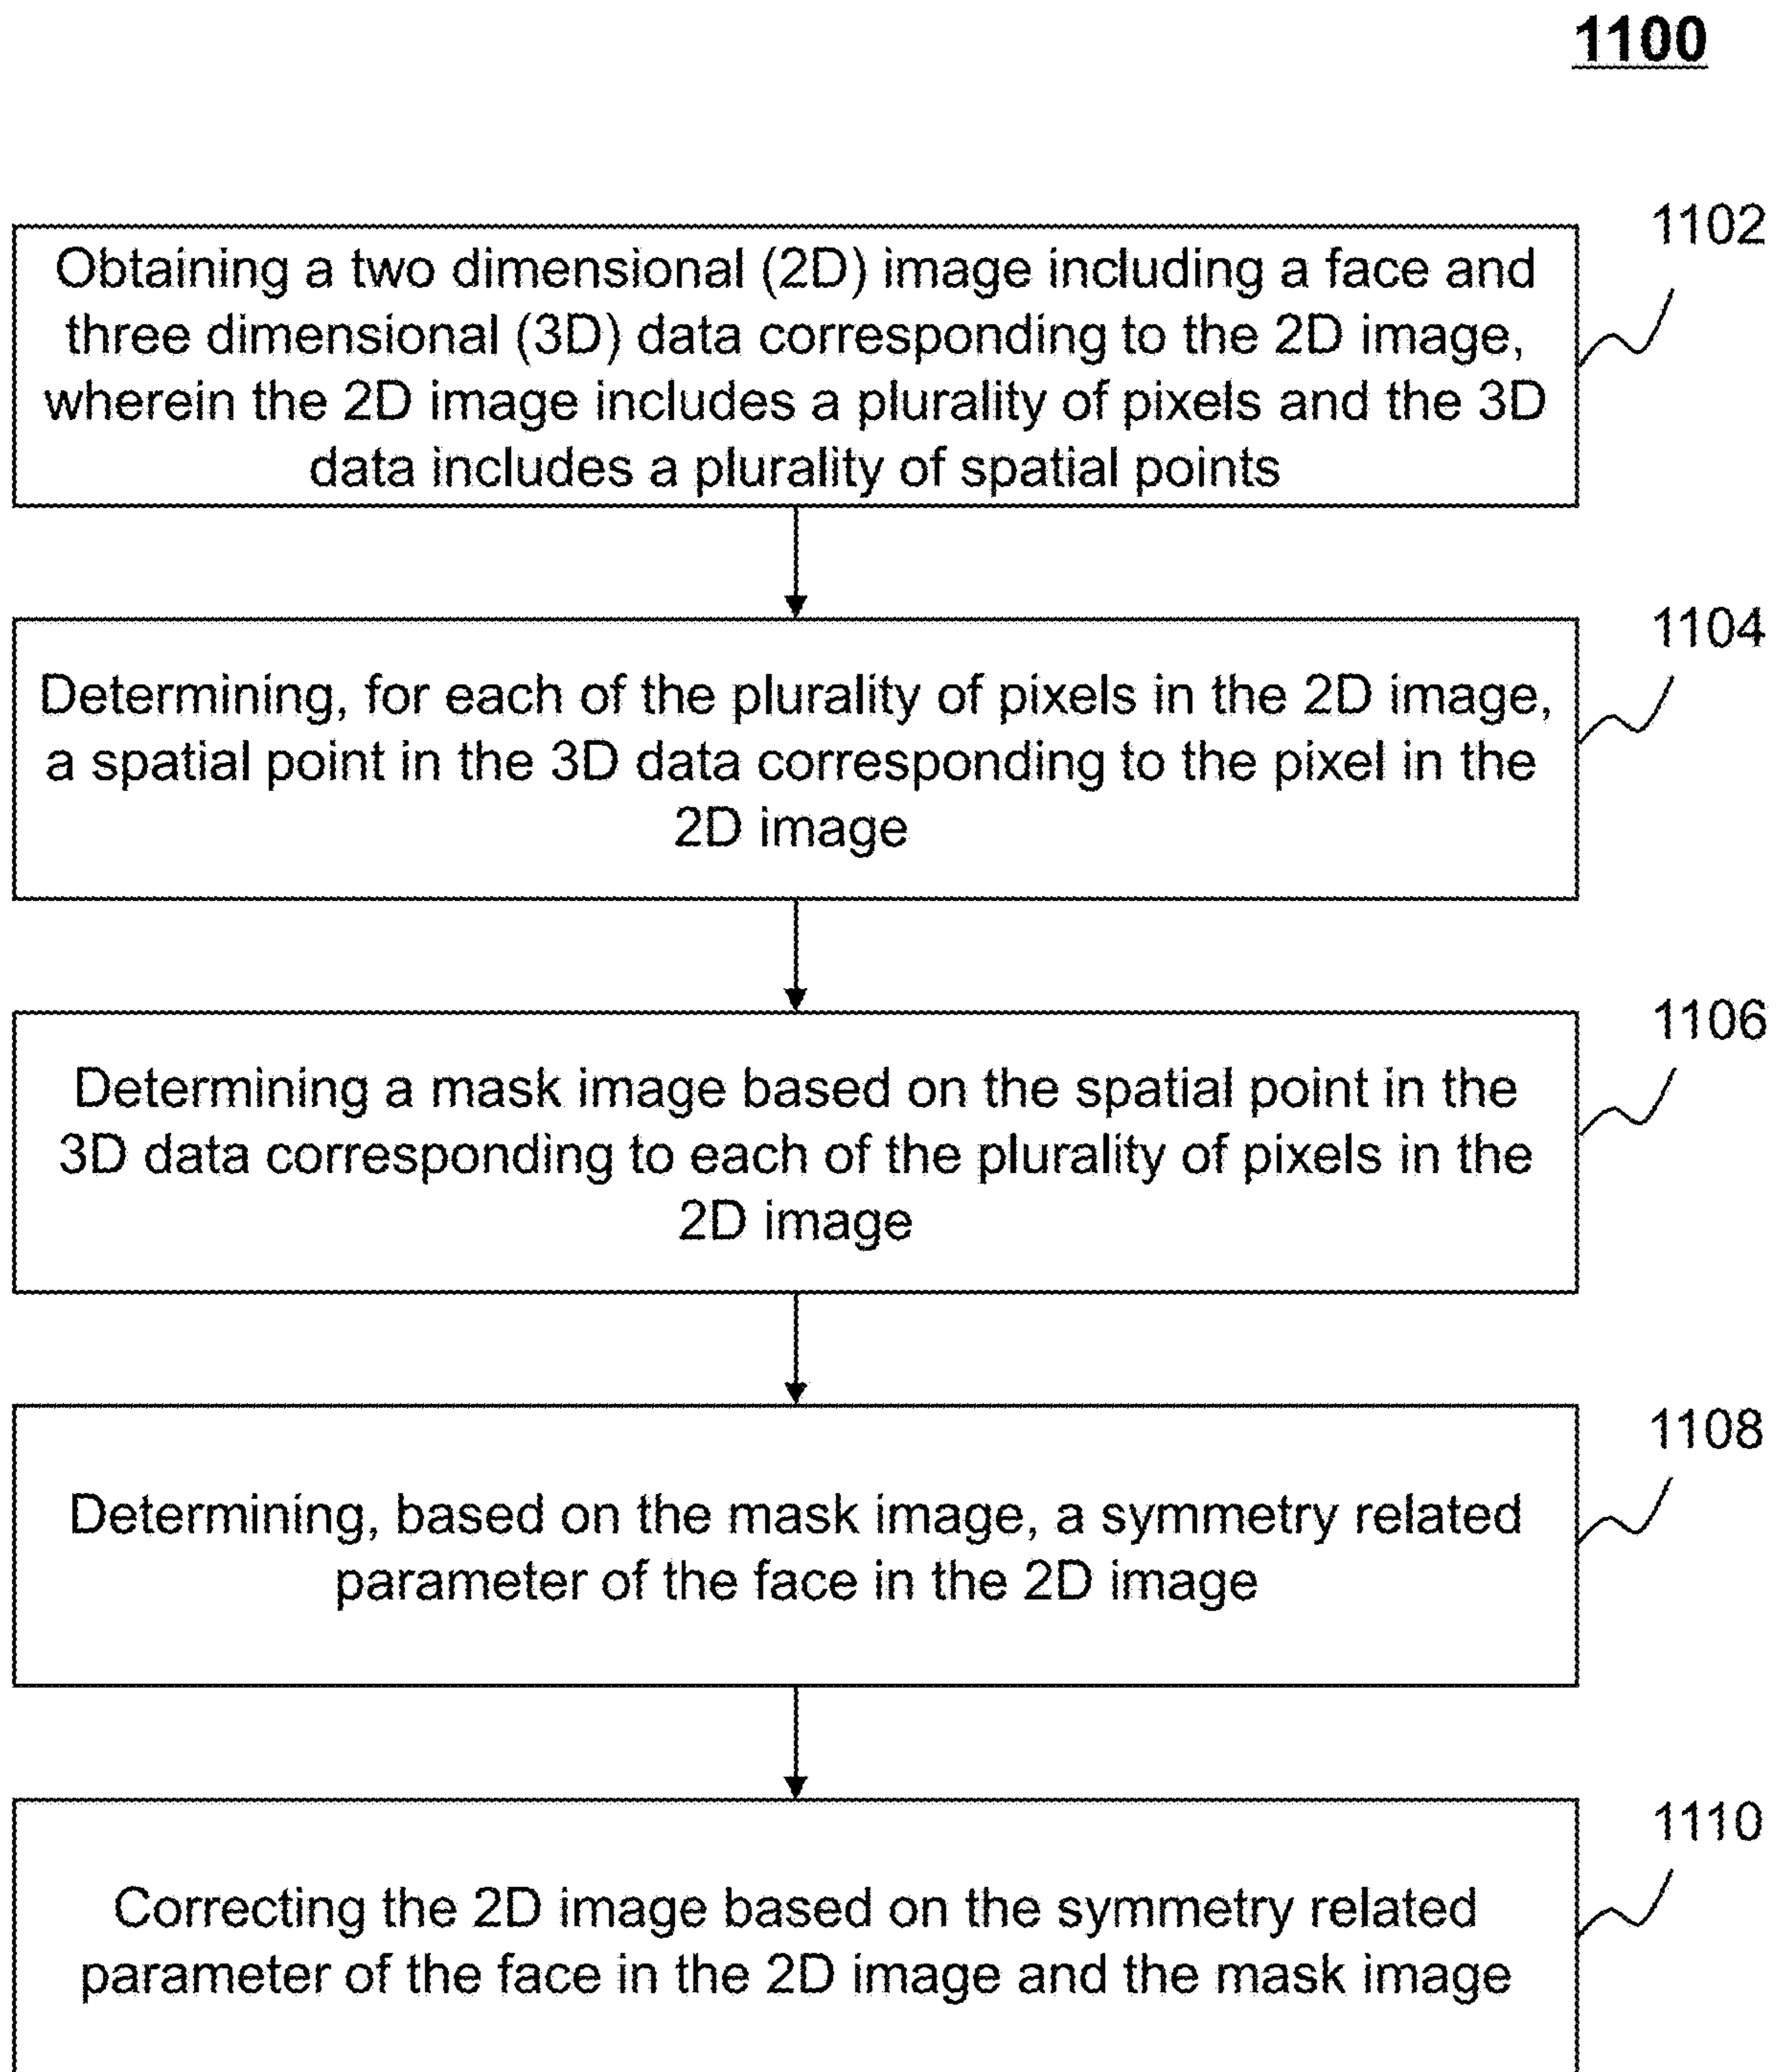 1100
1102
Obtaining a two dimensional (2D) image including a face and
three dimensional (3D) data corresponding to the 2D image,
wherein the 2D image includes a plurality of pixels and the 3D
data includes a plurality of spatial points
1104
Determining, for each of the plurality of pixels in the 2D image,
a spatial point in the 3D data corresponding to the pixel in the
2D image
1106
Determining a mask image based on the spatial point in the
3D data corresponding to each of the plurality of pixels in the
2D image
1108
Determining, based on the mask image, a symmetry related
parameter of the face in the 2D image
1110
Correcting the 2D image based on the symmetry related
parameter of the face in the 2D image and the mask image